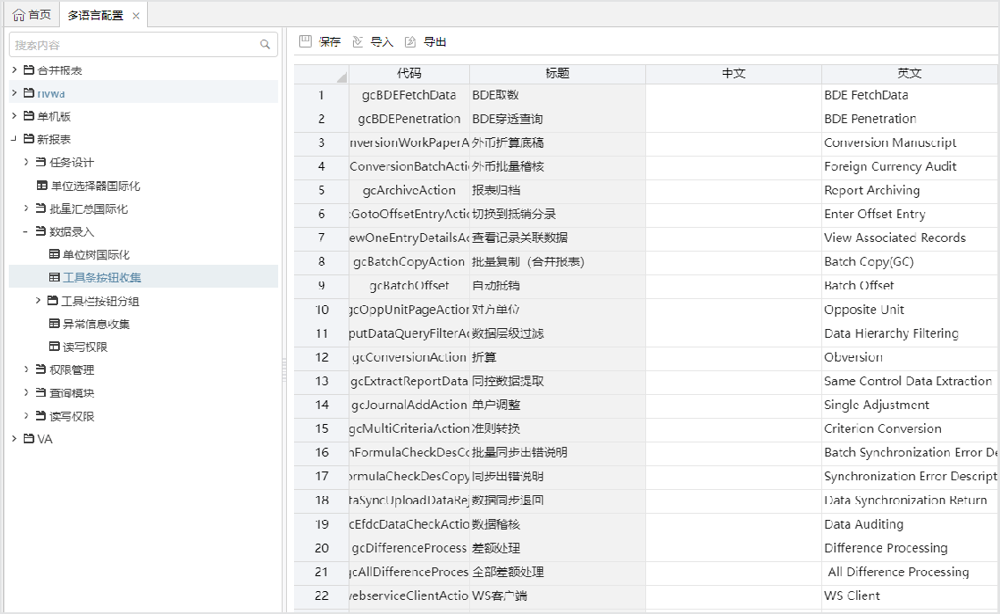 首页 多语言配置
搜索内容
合并报表
nvwa
单机版
新报表
任务设计
单位选择器国际化
批星汇总国际化
数据录入
单位树国际化
工具条按钮收集
工具栏按钮分组
异常信息收集
读写权限
权限管理
查询模块
读写权限
VA
保存 导入 导出
代码 标题 中文 英文
1 gcBDEFetchData BDE取数 BDE FetchData
2 gcBDEPenetration BDE穿透查询 BDE Penetration
3 nversionWorkPaperA 外币折算底稿 Conversion Manuscript
4 ConversionBatchActi 外币批量稽核 Foreign Currency Audit
5 gcArchiveAction 报表归档 Report Archiving
6 GotoOffsetEntryActio 切换到抵销分录 Enter Offset Entry
7 ewOneEntryDetailsAc 查看记录关联数据 View Associated Records
8 gcBatchCopyAction 批量复制（合并报表） Batch Copy(GC)
9 gcBatchOffset 自动抵销 Batch Offset
10 gcOppUnitPageAction 对方单位 Opposite Unit
11 putDataQueryFilterAc 数据层级过滤 Data Hierarchy Filtering
12 gcConversionAction 折算 Obversion
13 gcExtractReportData 同控数据提取 Same Control Data Extraction
14 gcJournalAddAction 单户调整 Single Adjustment
15 gcMultiCriteriaAction 准则转换 Criterion Conversion
16 nFormulaCheckDesCo 批量同步出错说明 Batch Synchronization Error De
17 ormulaCheckDesCopy 同步出错说明 Synchronization Error Descript
18 taSyncUploadDataRej 数据同步退回 Data Synchronization Return
19 cEfdcDataCheckActio 数据稽核 Data Auditing
20 gcDifferenceProcess 差额处理 Difference Processing
21 gcAllDifferenceProces 全部差额处理 All Difference Processing
22 webserviceClientActio WS客户端 WS Client